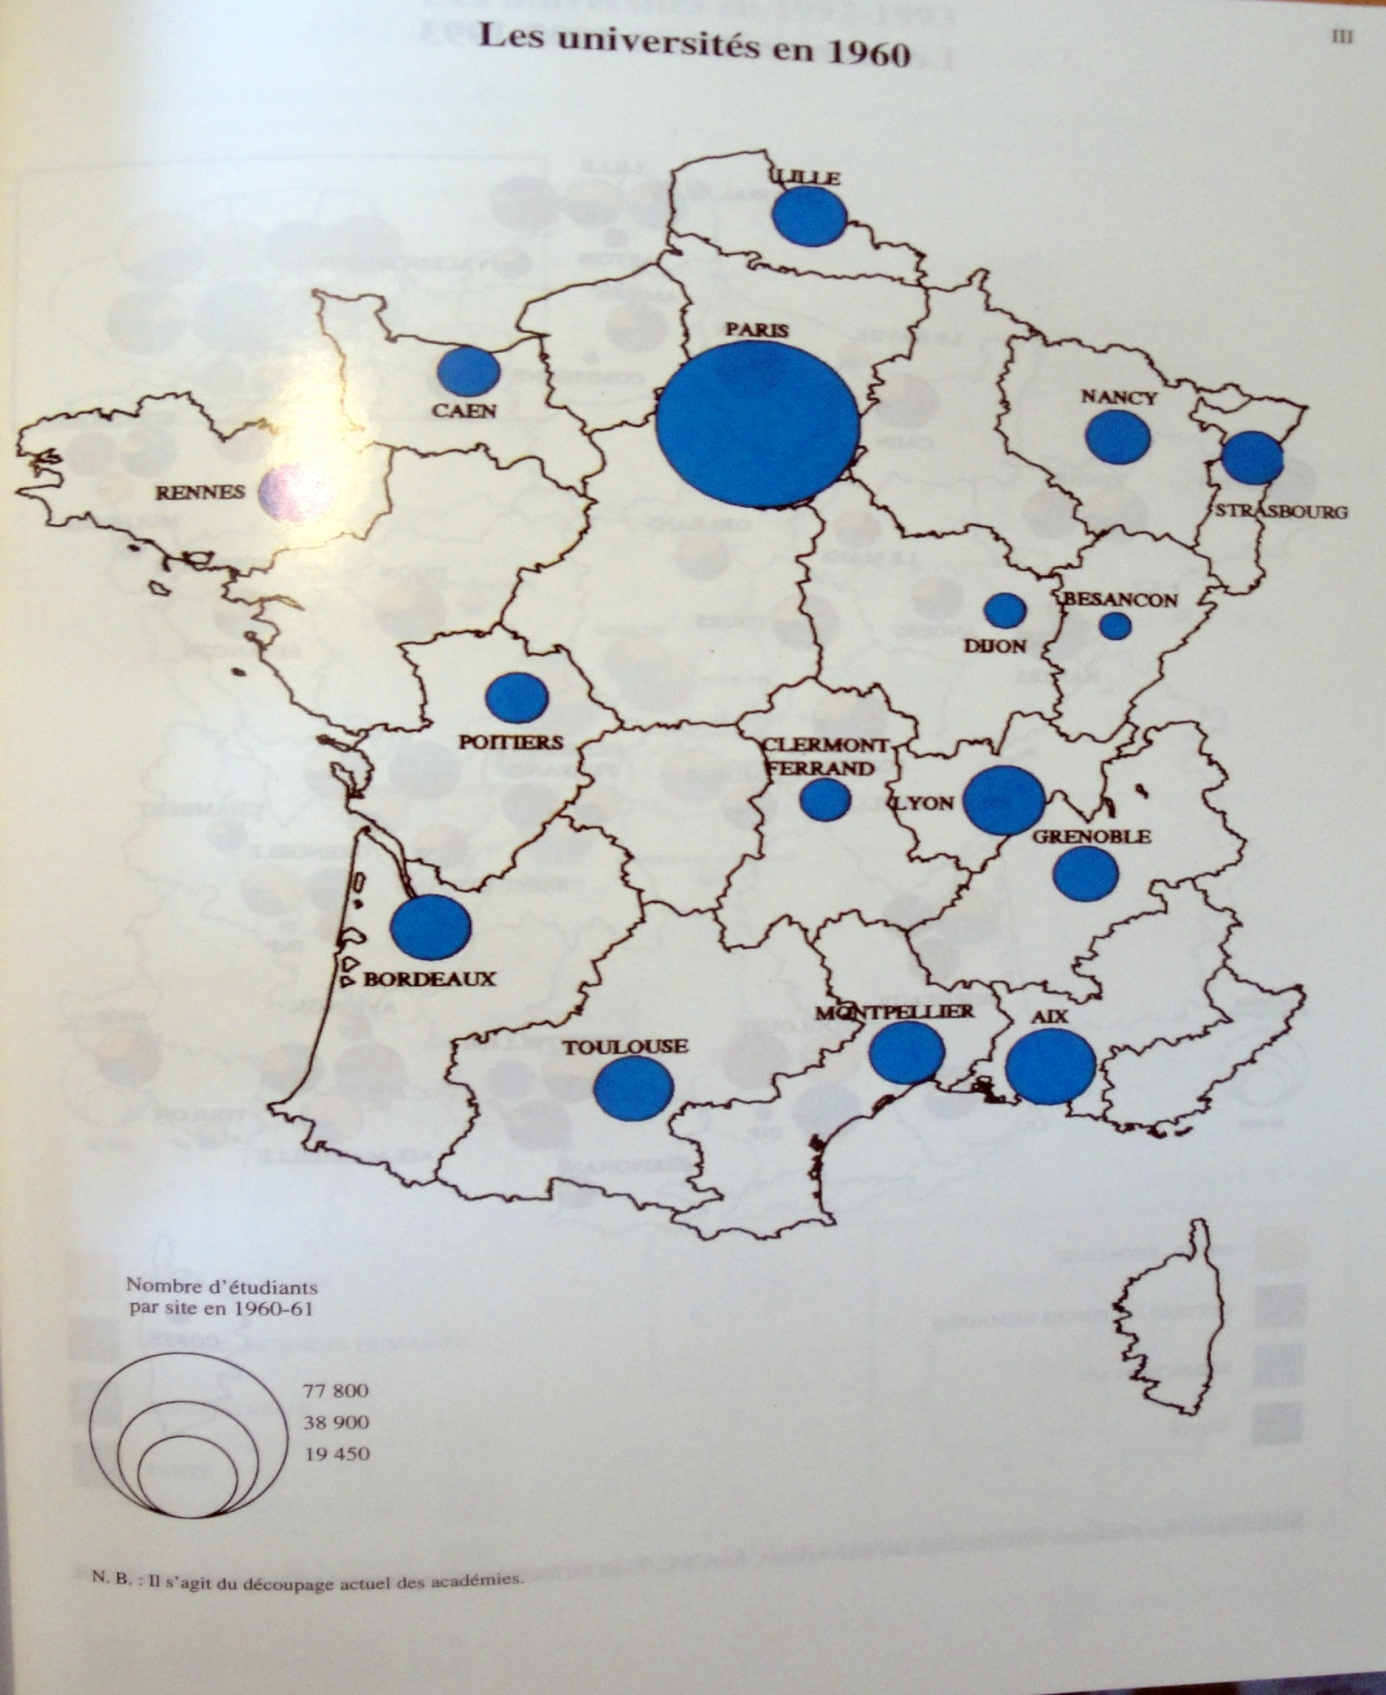 Les universités en 1960
III
LILLE
PARIS
CAEN
NANCY
RENNES
STRASBOURG
BESANCON
DIJON
POITIERS
CLERMONT
FERRAND
LYON
GRENOBLE
BORDEAUX
MONTPELLIER
AIX
TOULOUSE
Nombre d'étudiants
par site en 1960-61
77 800
38 900
19 450
N. B. : Il s'agit du découpage actuel des académies.